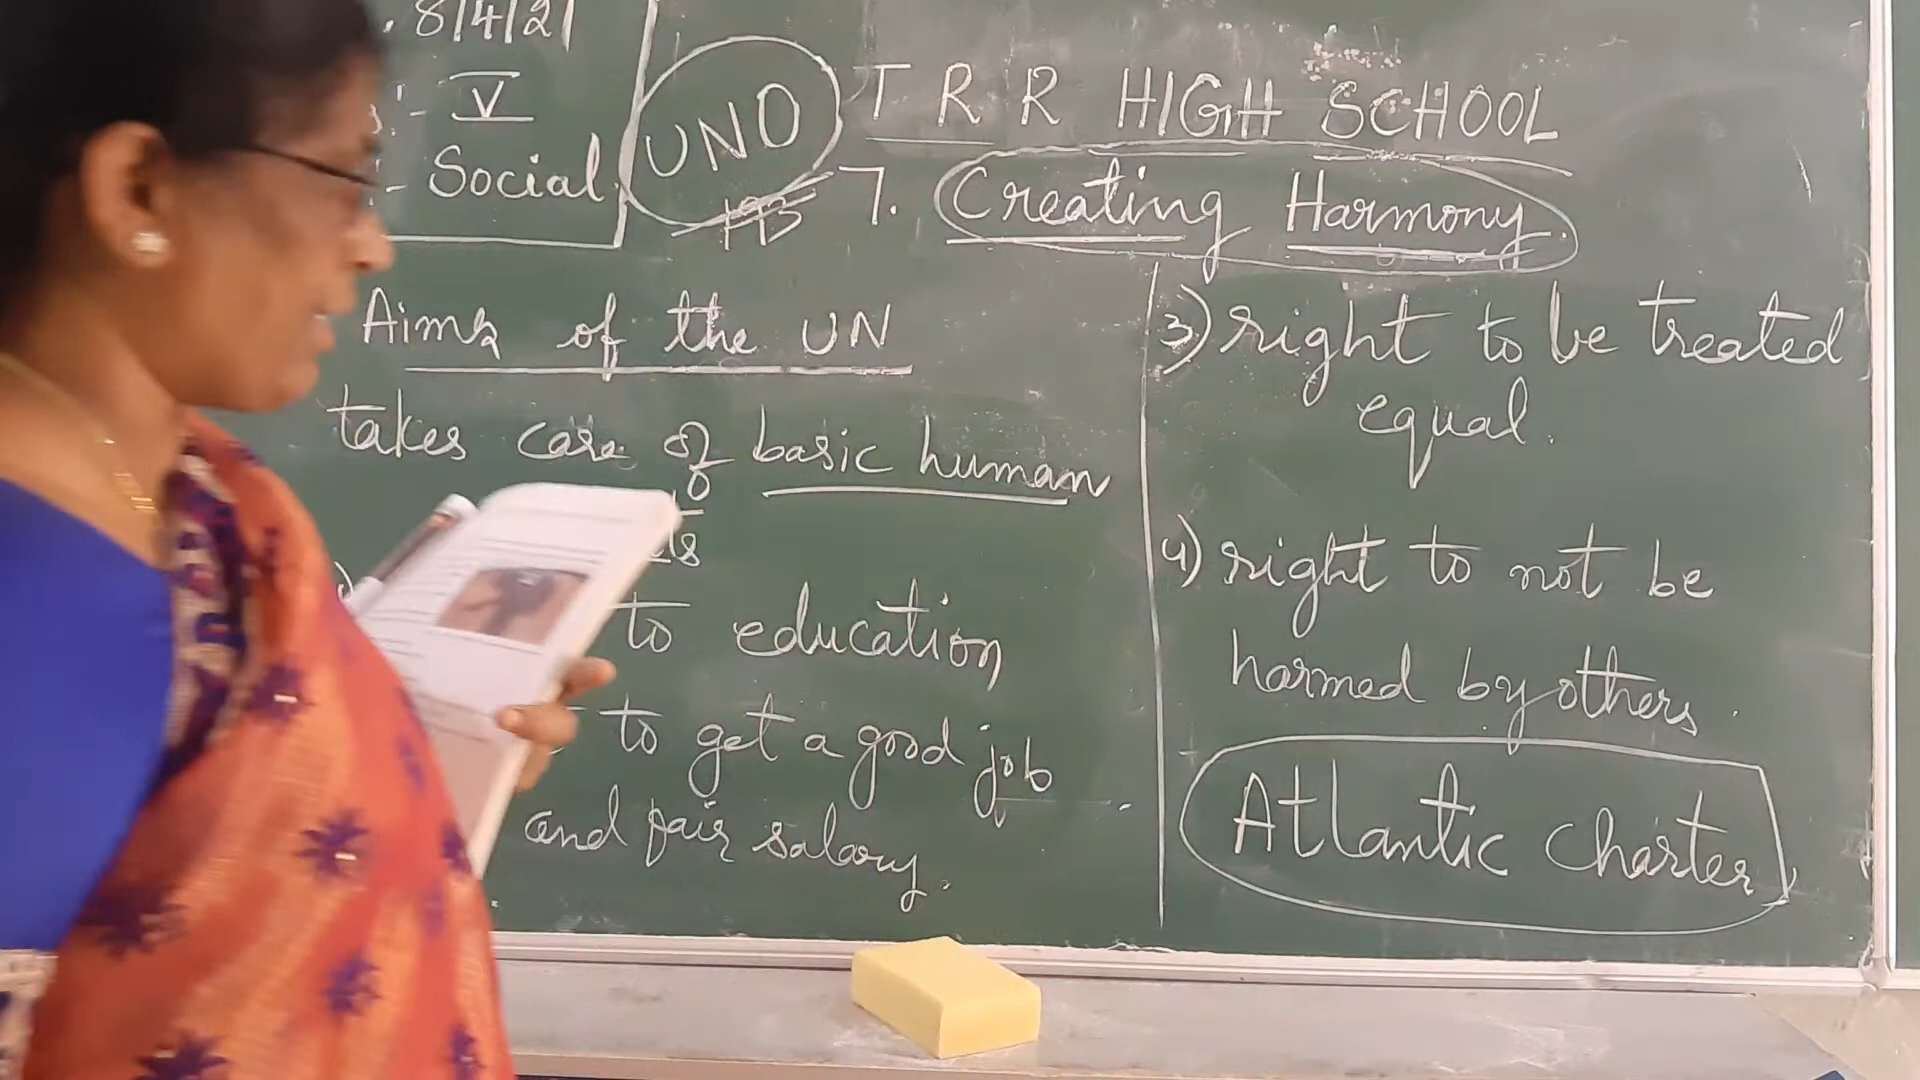 8/4/21
V
Social
UNO
193
T R R HIGH SCHOOL
7. Creating Harmony
Aims of the UN
takes care of basic human
to education
to get a good job
and fair salary.
3) right to be treated
equal.
4) right to not be
harmed by others.
Atlantic Charter